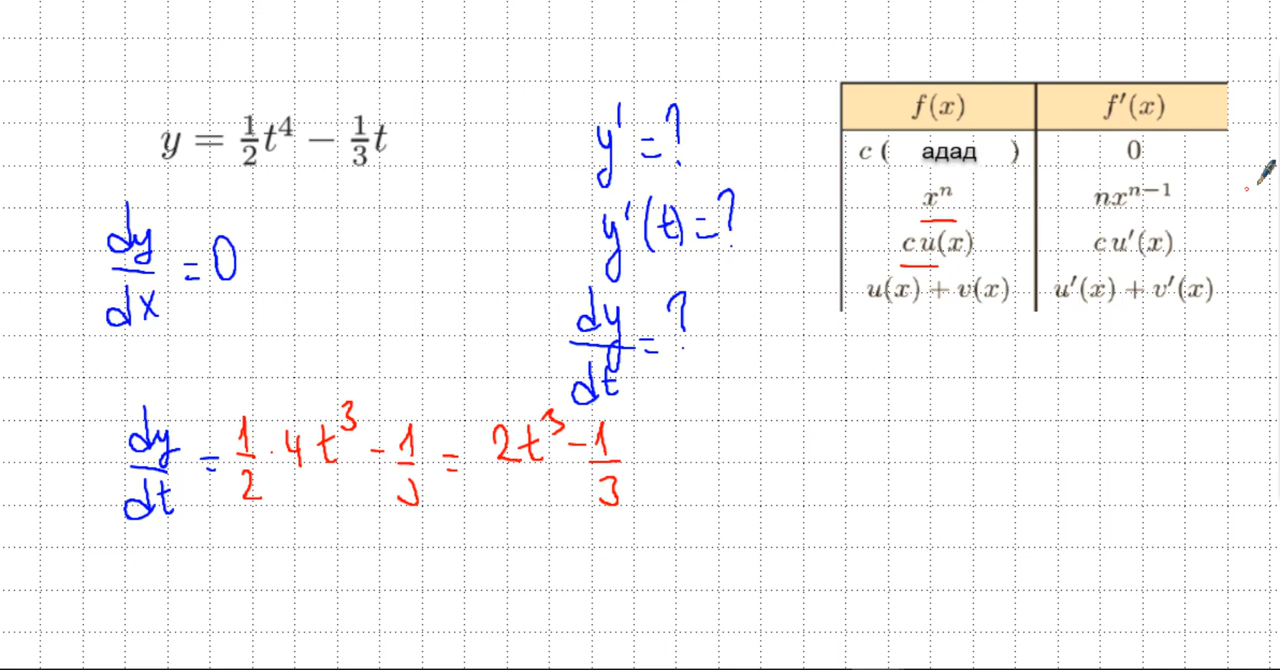 y = 1/2 t^4 − 1/3 t
y' = ?
y'(t) = ?
dy/dx = 0
dy/dt = ?
dy/dt = 1/2 · 4t^3 − 1/3 = 2t^3 − 1/3
f(x) f'(x)
c ( адад ) 0
x^n nx^{n−1}
c u(x) c u'(x)
u(x) + v(x) u'(x) + v'(x)